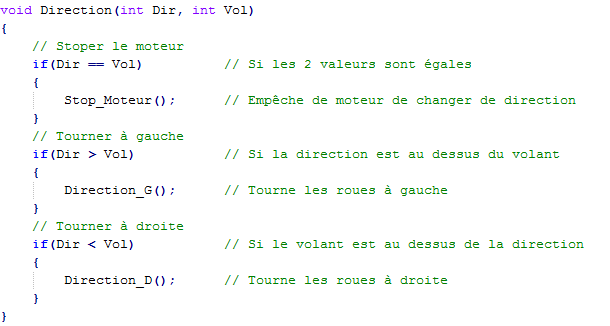 void Direction(int Dir, int Vol)
{
    // Stoper le moteur
    if(Dir == Vol)          // Si les 2 valeurs sont égales
    {
        Stop_Moteur();      // Empêche de moteur de changer de direction
    }
    // Tourner à gauche
    if(Dir > Vol)           // Si la direction est au dessus du volant
    {
        Direction_G();      // Tourne les roues à gauche
    }
    // Tourner à droite
    if(Dir < Vol)           // Si le volant est au dessus de la direction
    {
        Direction_D();      // Tourne les roues à droite
    }
}